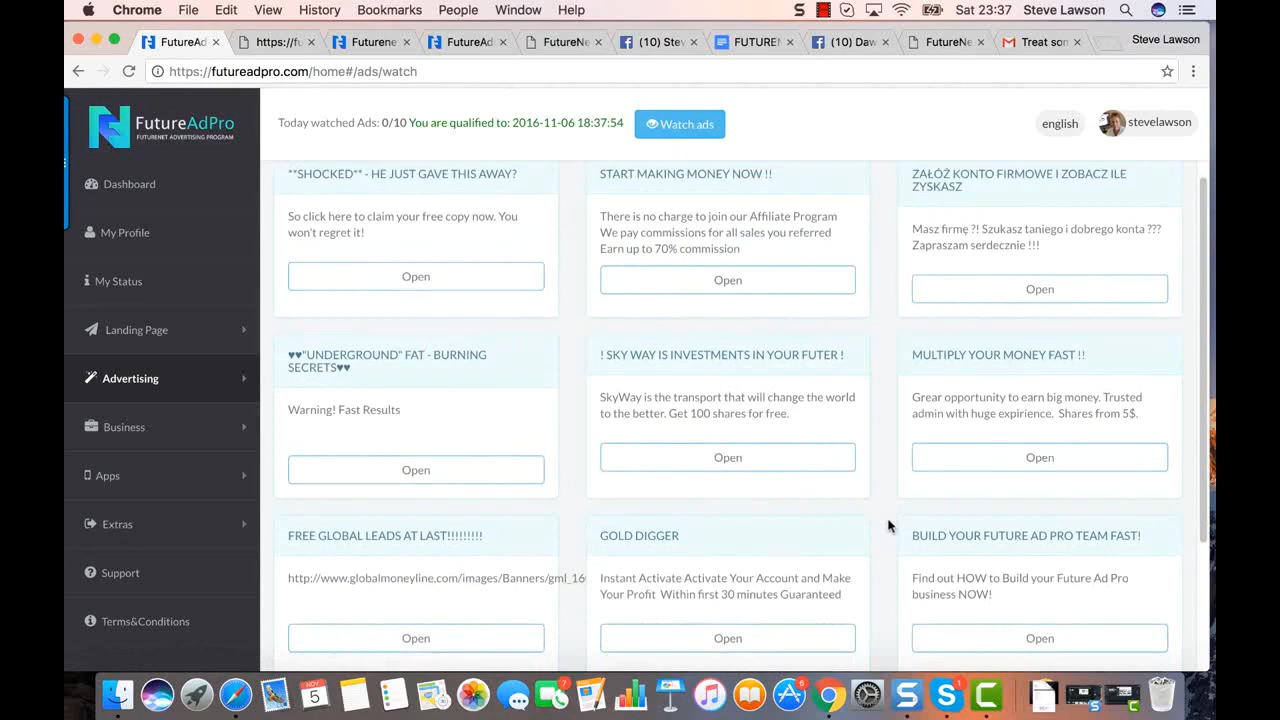 Chrome File Edit View History Bookmarks People Window Help Sat 23:37 Steve Lawson
FutureAd × https://fu × Futurene × FutureAd × FutureNe × (10) Stev × FUTUREN × (10) Daw × FutureNe × Treat son × Steve Lawson
https://futureadpro.com/home#/ads/watch
FutureAdPro
FUTURENET ADVERTISING PROGRAM
Today watched Ads: 0/10 You are qualified to: 2016-11-06 18:37:54
Watch ads
english
stevelawson
Dashboard
My Profile
My Status
Landing Page
Advertising
Business
Apps
Extras
Support
Terms&Conditions
**SHOCKED** - HE JUST GAVE THIS AWAY?
So click here to claim your free copy now. You
won't regret it!
Open
START MAKING MONEY NOW !!
There is no charge to join our Affiliate Program
We pay commissions for all sales you referred
Earn up to 70% commission
Open
ZAŁÓŻ KONTO FIRMOWE I ZOBACZ ILE
ZYSKASZ
Masz firmę ?! Szukasz taniego i dobrego konta ???
Zapraszam serdecznie !!!
Open
♥♥"UNDERGROUND" FAT - BURNING
SECRETS♥♥
Warning! Fast Results
Open
! SKY WAY IS INVESTMENTS IN YOUR FUTER !
SkyWay is the transport that will change the world
to the better. Get 100 shares for free.
Open
MULTIPLY YOUR MONEY FAST !!
Grear opportunity to earn big money. Trusted
admin with huge expirience. Shares from 5$.
Open
FREE GLOBAL LEADS AT LAST!!!!!!!!!
http://www.globalmoneyline.com/images/Banners/gml_16
Open
GOLD DIGGER
Instant Activate Activate Your Account and Make
Your Profit Within first 30 minutes Guaranteed
Open
BUILD YOUR FUTURE AD PRO TEAM FAST!
Find out HOW to Build your Future Ad Pro
business NOW!
Open
NOV
5
7
6
1